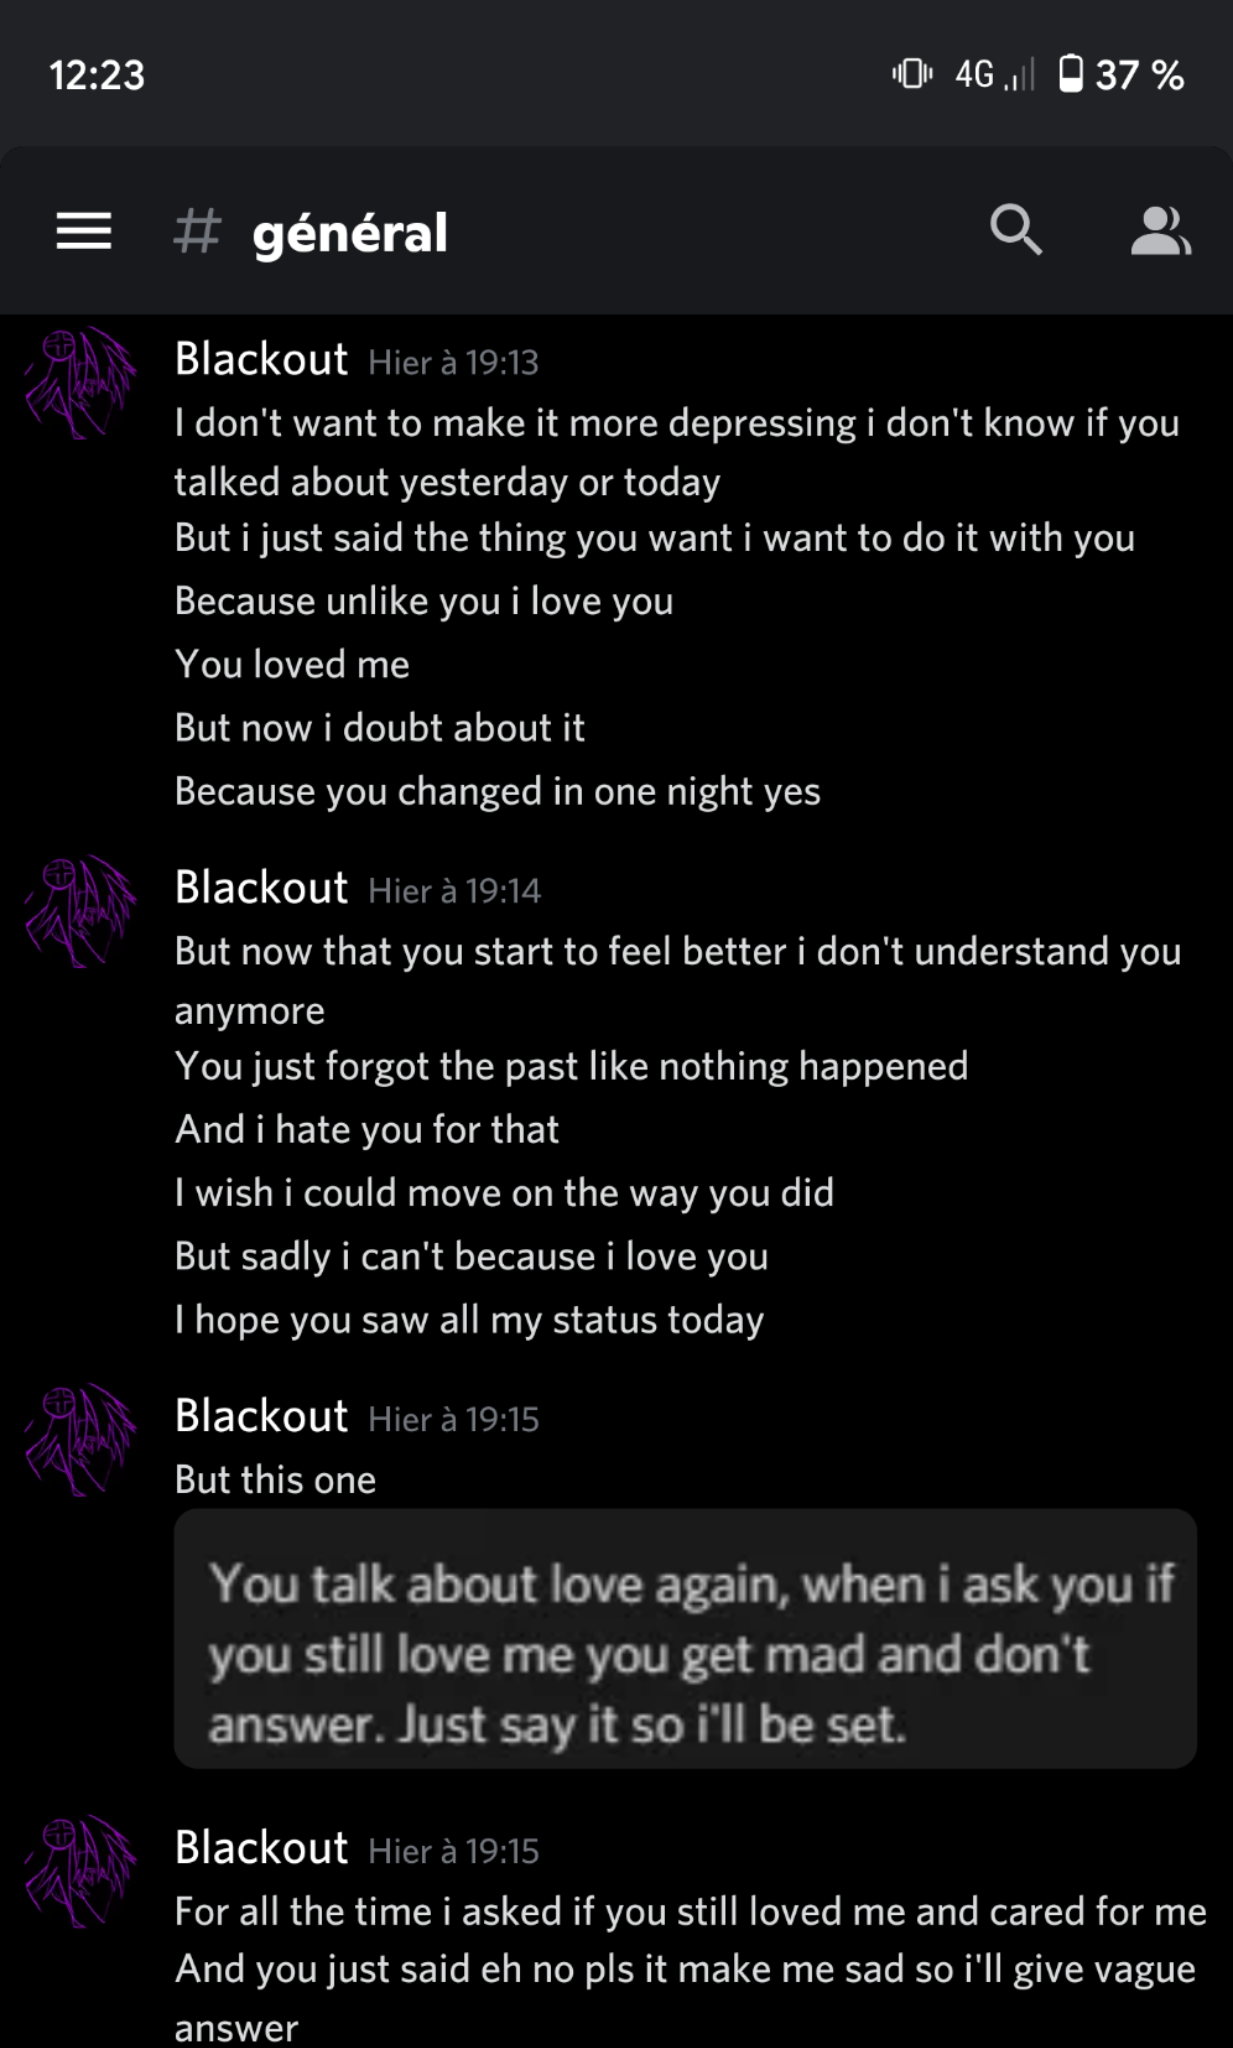 12:23
4G 37 %
# général
Blackout Hier à 19:13
I don't want to make it more depressing i don't know if you
talked about yesterday or today
But i just said the thing you want i want to do it with you
Because unlike you i love you
You loved me
But now i doubt about it
Because you changed in one night yes
Blackout Hier à 19:14
But now that you start to feel better i don't understand you
anymore
You just forgot the past like nothing happened
And i hate you for that
I wish i could move on the way you did
But sadly i can't because i love you
I hope you saw all my status today
Blackout Hier à 19:15
But this one
You talk about love again, when i ask you if
you still love me you get mad and don't
answer. Just say it so i'll be set.
Blackout Hier à 19:15
For all the time i asked if you still loved me and cared for me
And you just said eh no pls it make me sad so i'll give vague
answer